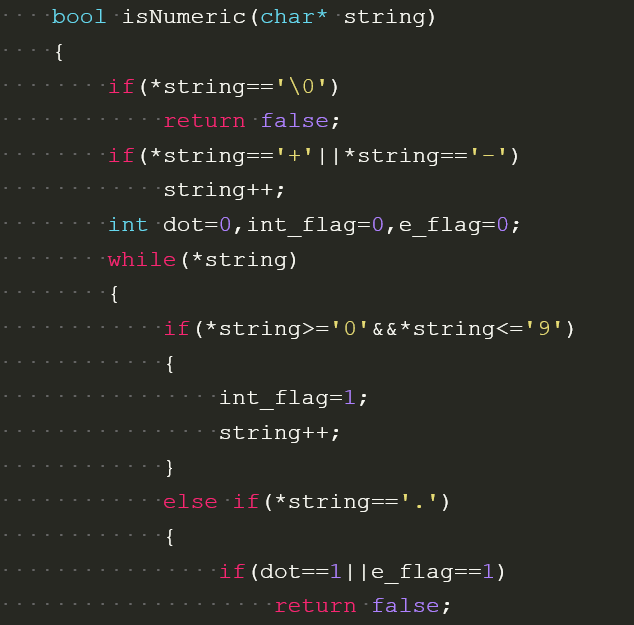 bool isNumeric(char* string)
{
if(*string=='\0')
return false;
if(*string=='+'||*string=='-')
string++;
int dot=0,int_flag=0,e_flag=0;
while(*string)
{
if(*string>='0'&&*string<='9')
{
int_flag=1;
string++;
}
else if(*string=='.')
{
if(dot==1||e_flag==1)
return false;